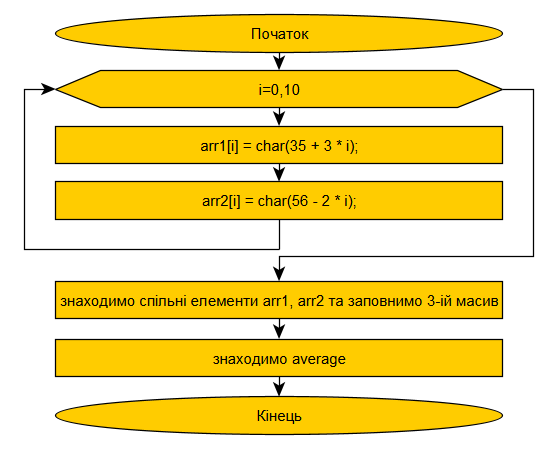 Початок
i=0,10
arr1[i] = char(35 + 3 * i);
arr2[i] = char(56 - 2 * i);
знаходимо спільні елементи arr1, arr2 та заповнимо 3-ій масив
знаходимо average
Кінець